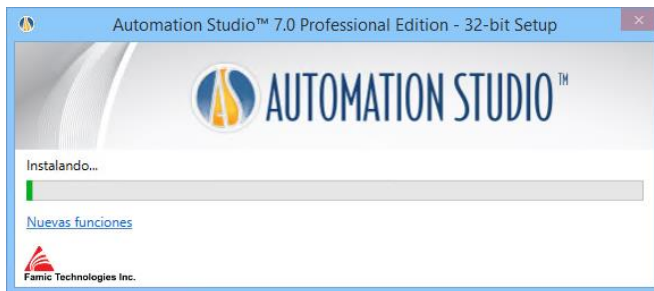 Automation Studio™ 7.0 Professional Edition - 32-bit Setup
AUTOMATION STUDIO™
Instalando...
Nuevas funciones
Famic Technologies Inc.